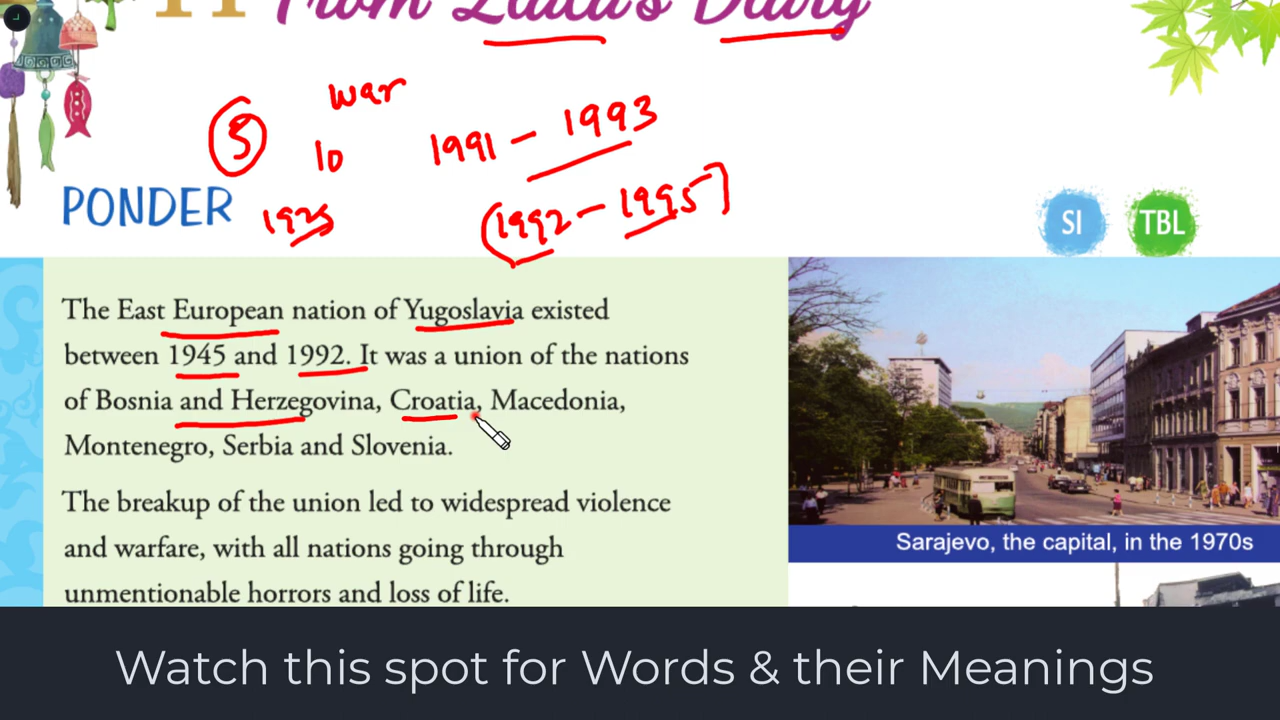 11 From Zlata's Diary
war
5
10
1991 - 1993
1925
(1992 - 1995]
PONDER
SI TBL
The East European nation of Yugoslavia existed
between 1945 and 1992. It was a union of the nations
of Bosnia and Herzegovina, Croatia, Macedonia,
Montenegro, Serbia and Slovenia.
The breakup of the union led to widespread violence
and warfare, with all nations going through
unmentionable horrors and loss of life.
Sarajevo, the capital, in the 1970s
Watch this spot for Words & their Meanings